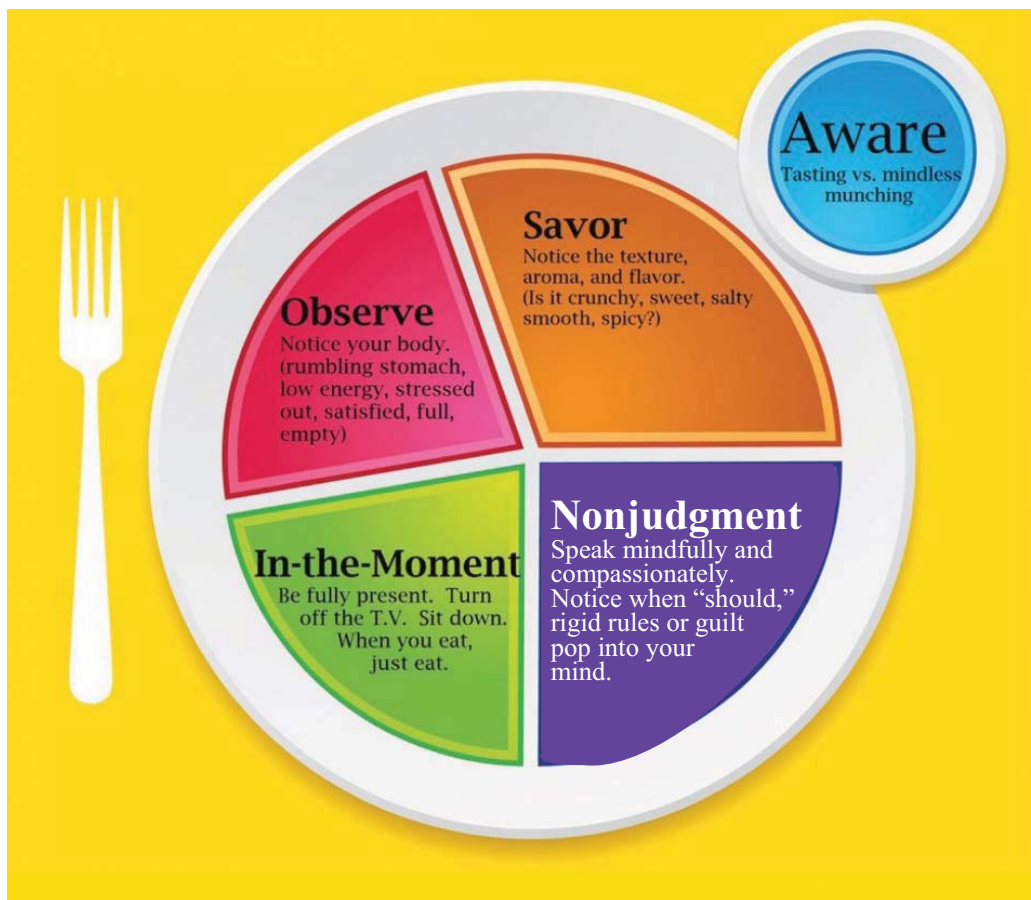 Aware
Tasting vs. mindless
munching
Savor
Notice the texture,
aroma, and flavor.
(Is it crunchy, sweet, salty
smooth, spicy?)
Observe
Notice your body.
(rumbling stomach,
low energy, stressed
out, satisfied, full,
empty)
Nonjudgment
Speak mindfully and
compassionately.
Notice when “should,”
rigid rules or guilt
pop into your
mind.
In-the-Moment
Be fully present. Turn
off the T.V. Sit down.
When you eat,
just eat.